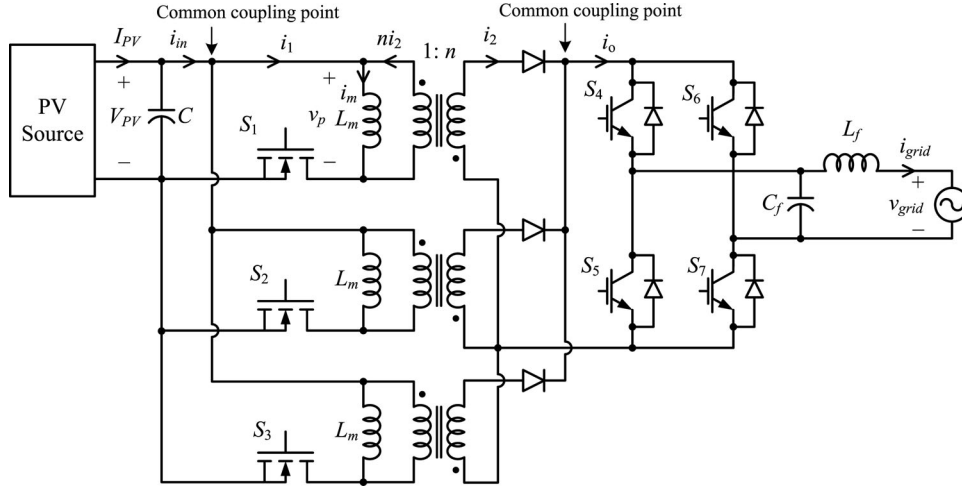 Common coupling point
Common coupling point
I_PV
i_in
i_1
ni_2
1: n
i_2
i_o
PV
Source
+
V_PV
–
C
S_1
+
v_p
–
i_m
L_m
S_4
S_6
L_f
i_grid
C_f
+
v_grid
–
S_2
L_m
S_5
S_7
S_3
L_m